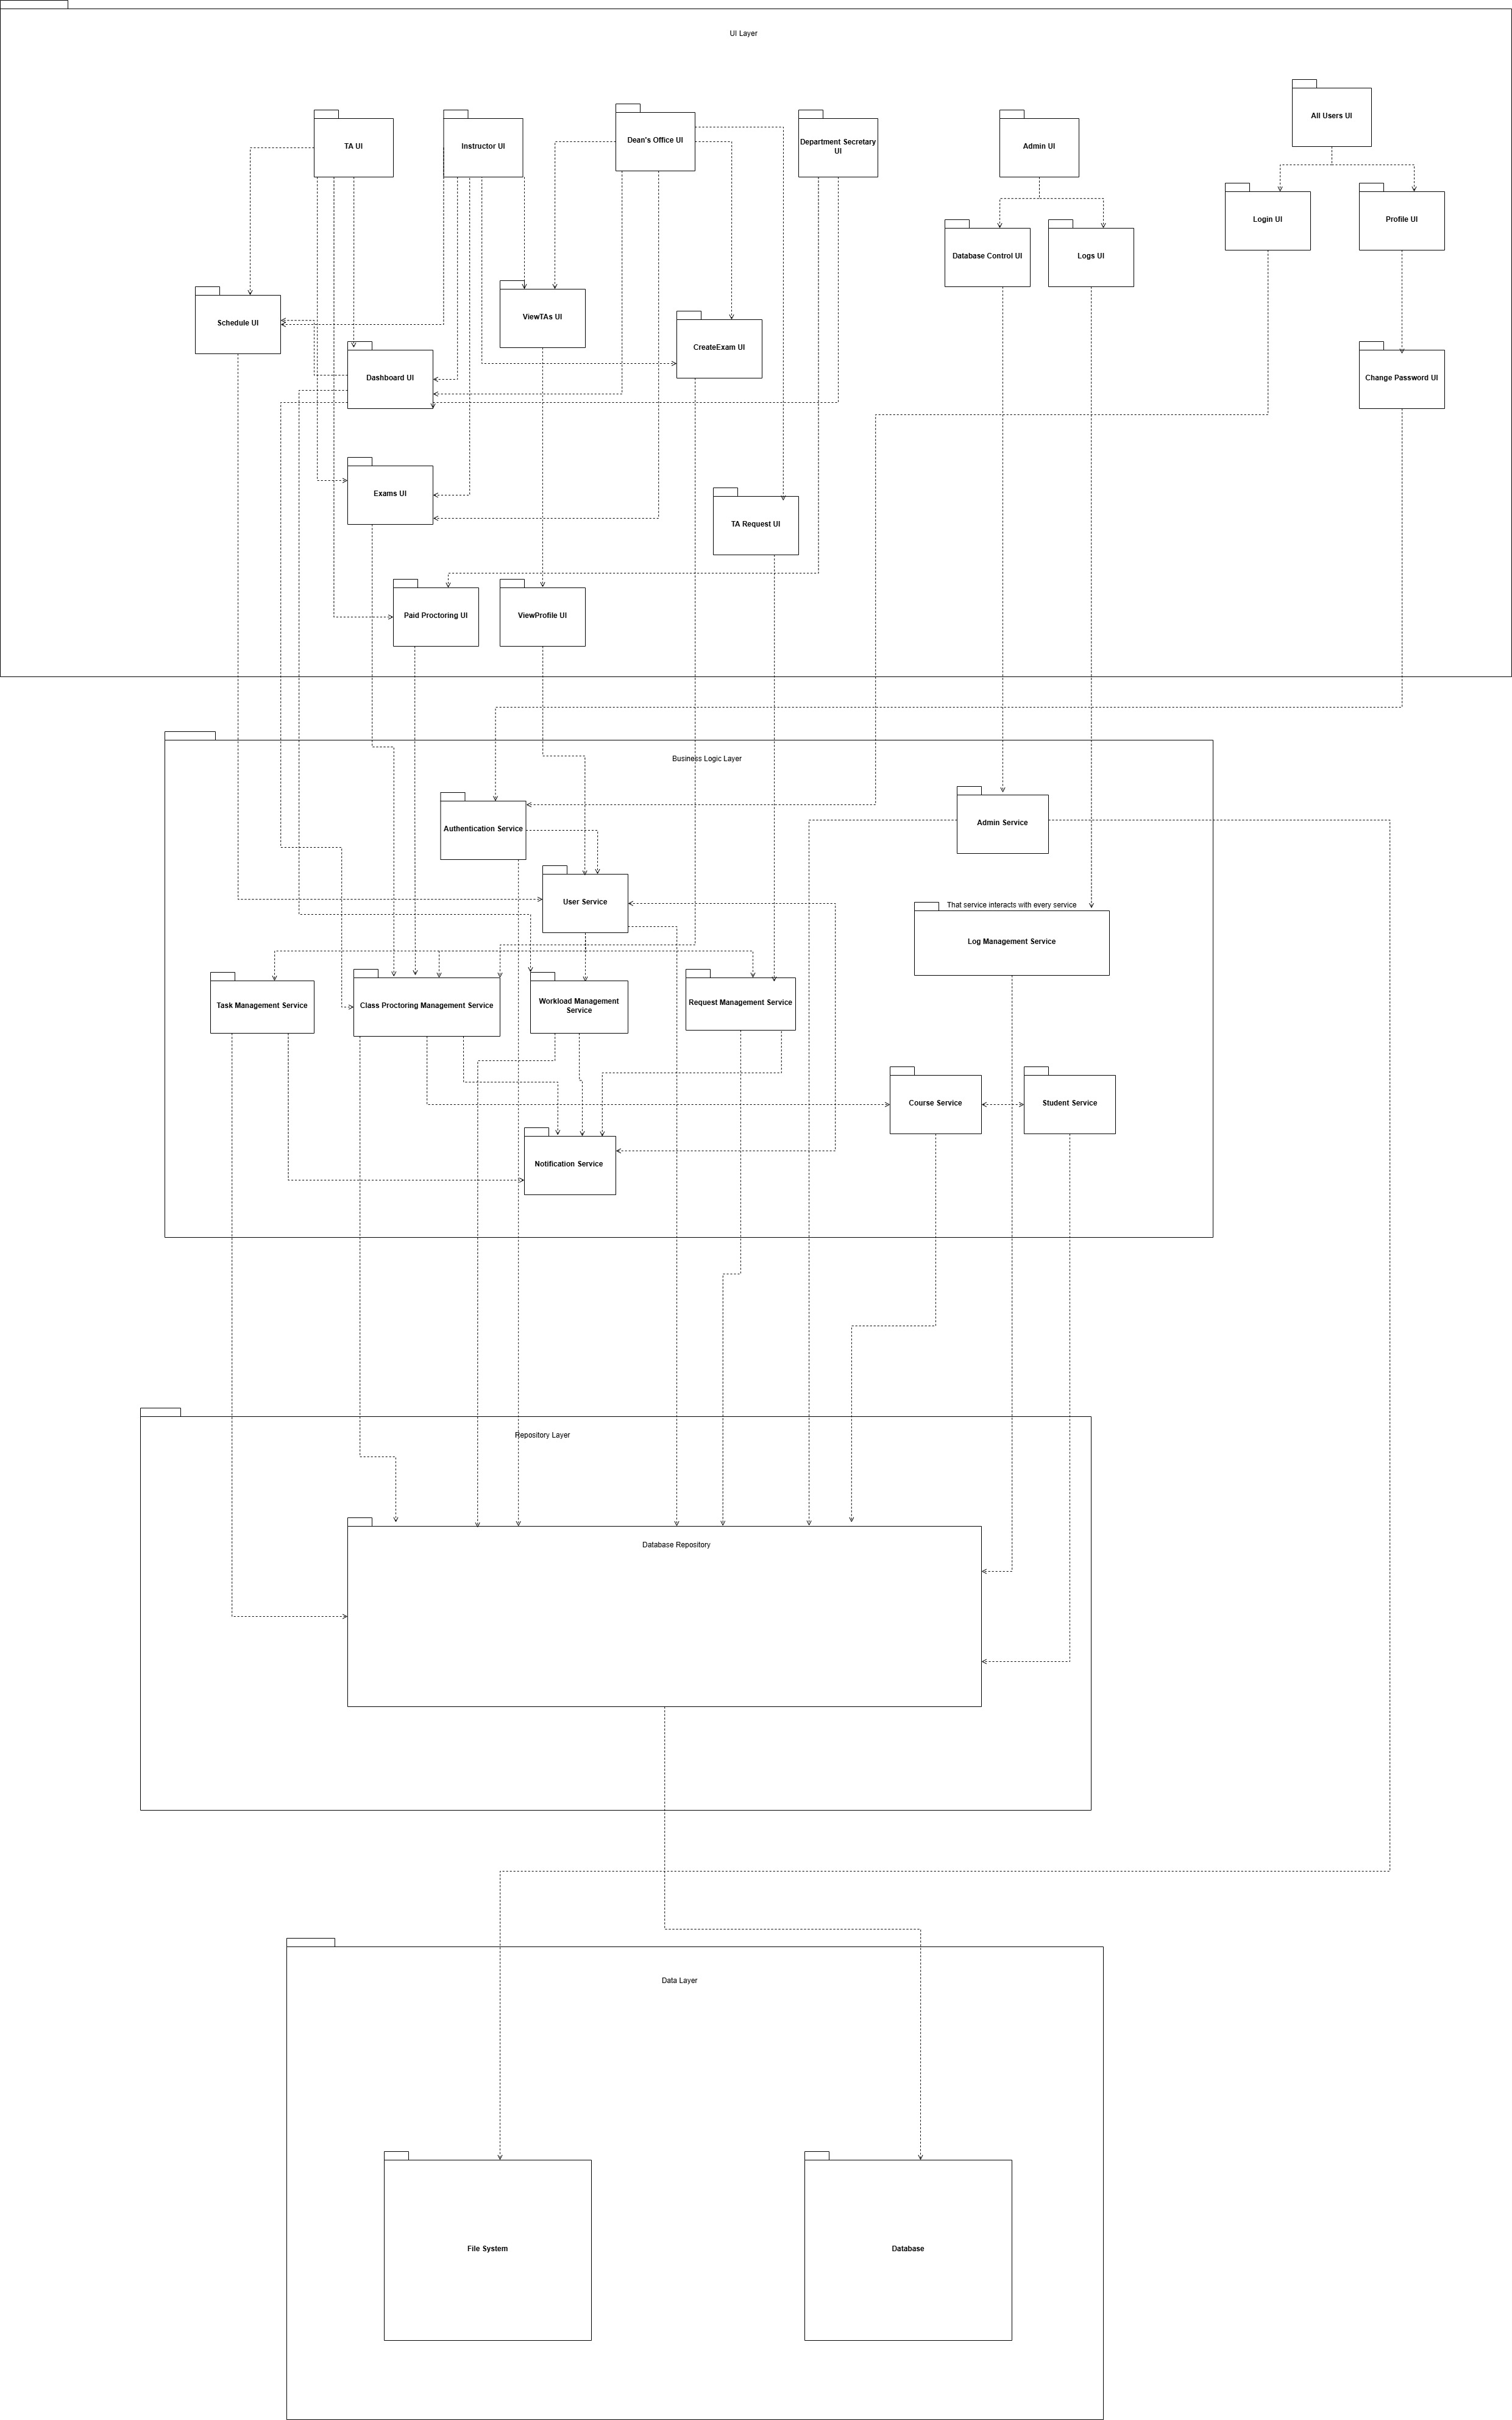 UI Layer
All Users UI
TA UI
Instructor UI
Dean's Office UI
Department Secretary
UI
Admin UI
Login UI
Profile UI
Database Control UI
Logs UI
Schedule UI
ViewTAs UI
CreateExam UI
Dashboard UI
Change Password UI
Exams UI
TA Request UI
Paid Proctoring UI
ViewProfile UI
Business Logic Layer
Authentication Service
Admin Service
User Service
That service interacts with every service
Log Management Service
Task Management Service
Class Proctoring Management Service
Workload Management
Service
Request Management Service
Course Service
Student Service
Notification Service
Repository Layer
Database Repository
Data Layer
File System
Database